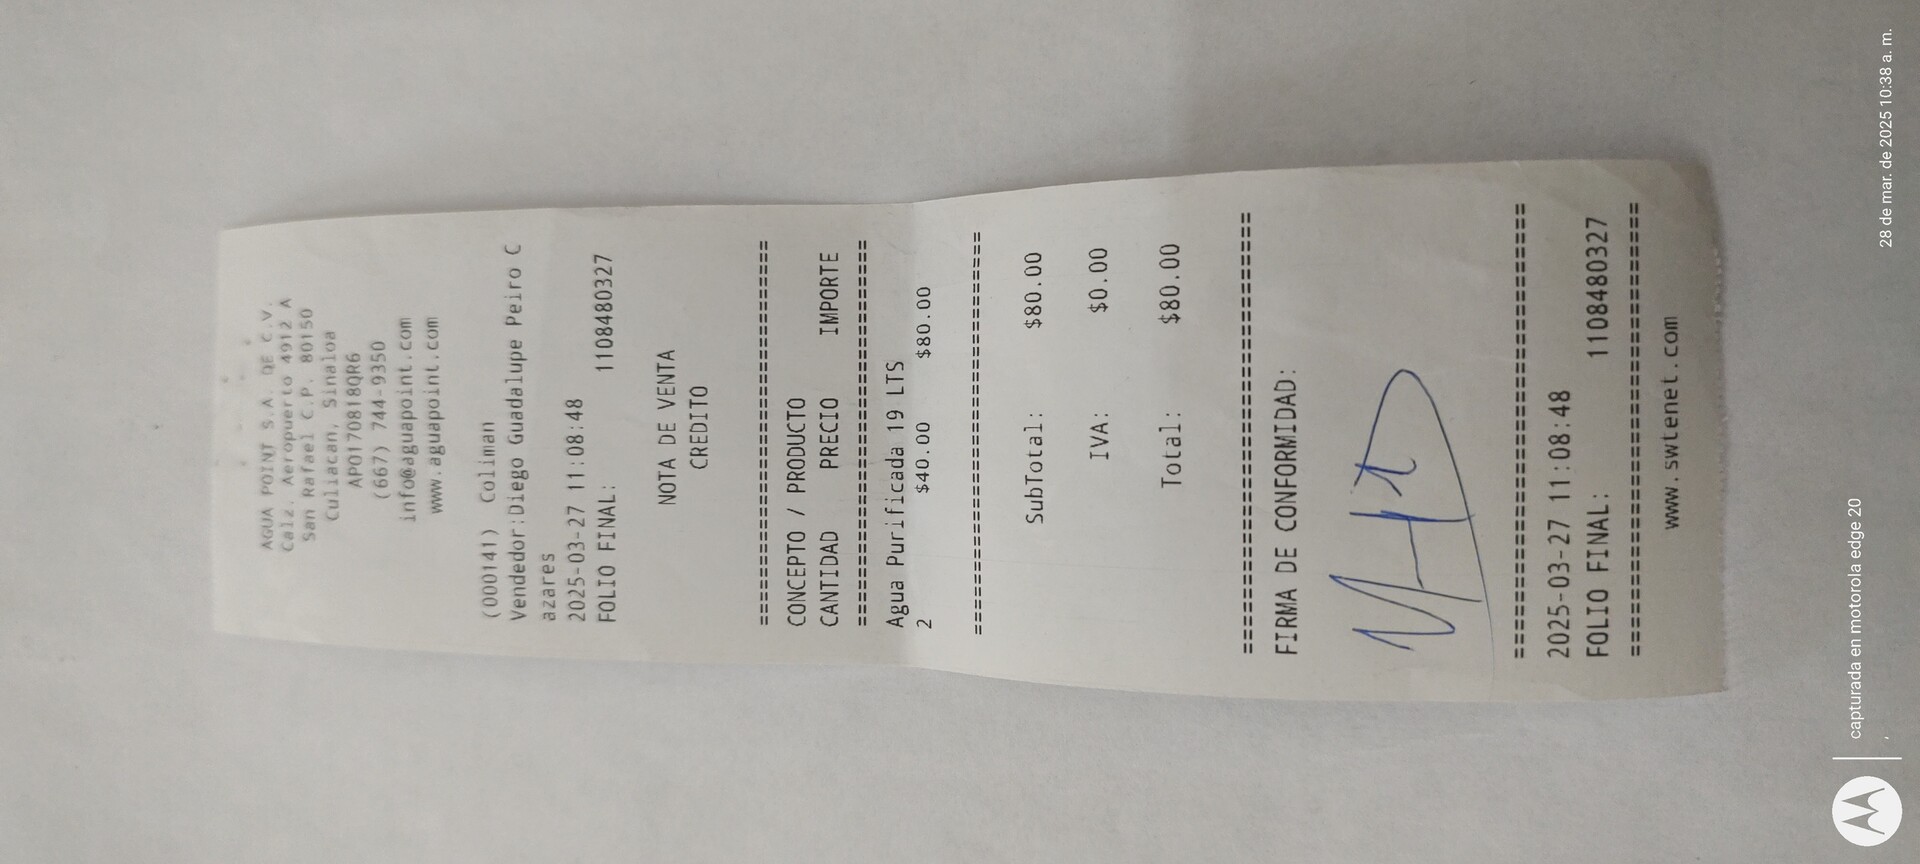 AGUA POINT S.A. DE C.V.
Calz. Aeropuerto 4912 A
San Rafael C.P. 80150
Culiacan, Sinaloa
APO170818QR6
(667) 744-9350
info@aguapoint.com
www.aguapoint.com
(000141) Coliman
Vendedor:Diego Guadalupe Peiro C
azares
2025-03-27 11:08:48
FOLIO FINAL: 1108480327
NOTA DE VENTA
CREDITO
================================
CONCEPTO / PRODUCTO
CANTIDAD PRECIO IMPORTE
================================
Agua Purificada 19 LTS
2 $40.00 $80.00
================================
SubTotal: $80.00
IVA: $0.00
Total: $80.00
================================
FIRMA DE CONFORMIDAD:
================================
2025-03-27 11:08:48
FOLIO FINAL: 1108480327
================================
www.swtenet.com
capturada en motorola edge 20
28 de mar. de 2025 10:38 a. m.